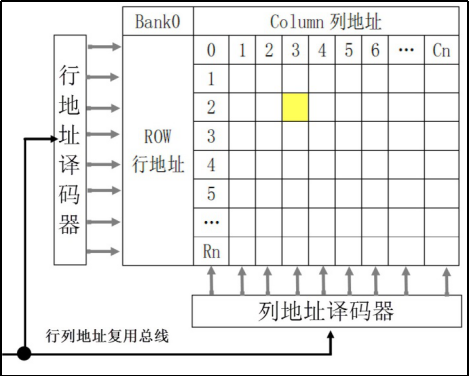 Bank0 Column 列地址
0 1 2 3 4 5 6 … Cn
1
2
3
4
5
…
Rn
ROW
行地址
行地址译码器
列地址译码器
行列地址复用总线